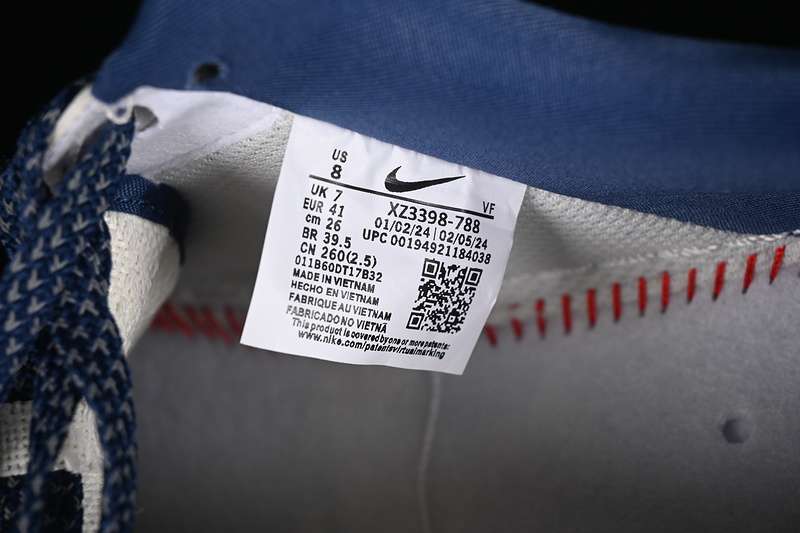 US
8
VF
UK 7
EUR 41
cm 26
BR 39.5
CN 260(2.5)
XZ3398-788
01/02/24 | 02/05/24
UPC 00194921184038
011B60DT17B32
MADE IN VIETNAM
HECHO EN VIETNAM
FABRIQUE AU VIETNAM
FABRICADO NO VIETNÃ
This product is covered by one or more patents:
www.nike.com/patentsvirtualmarking